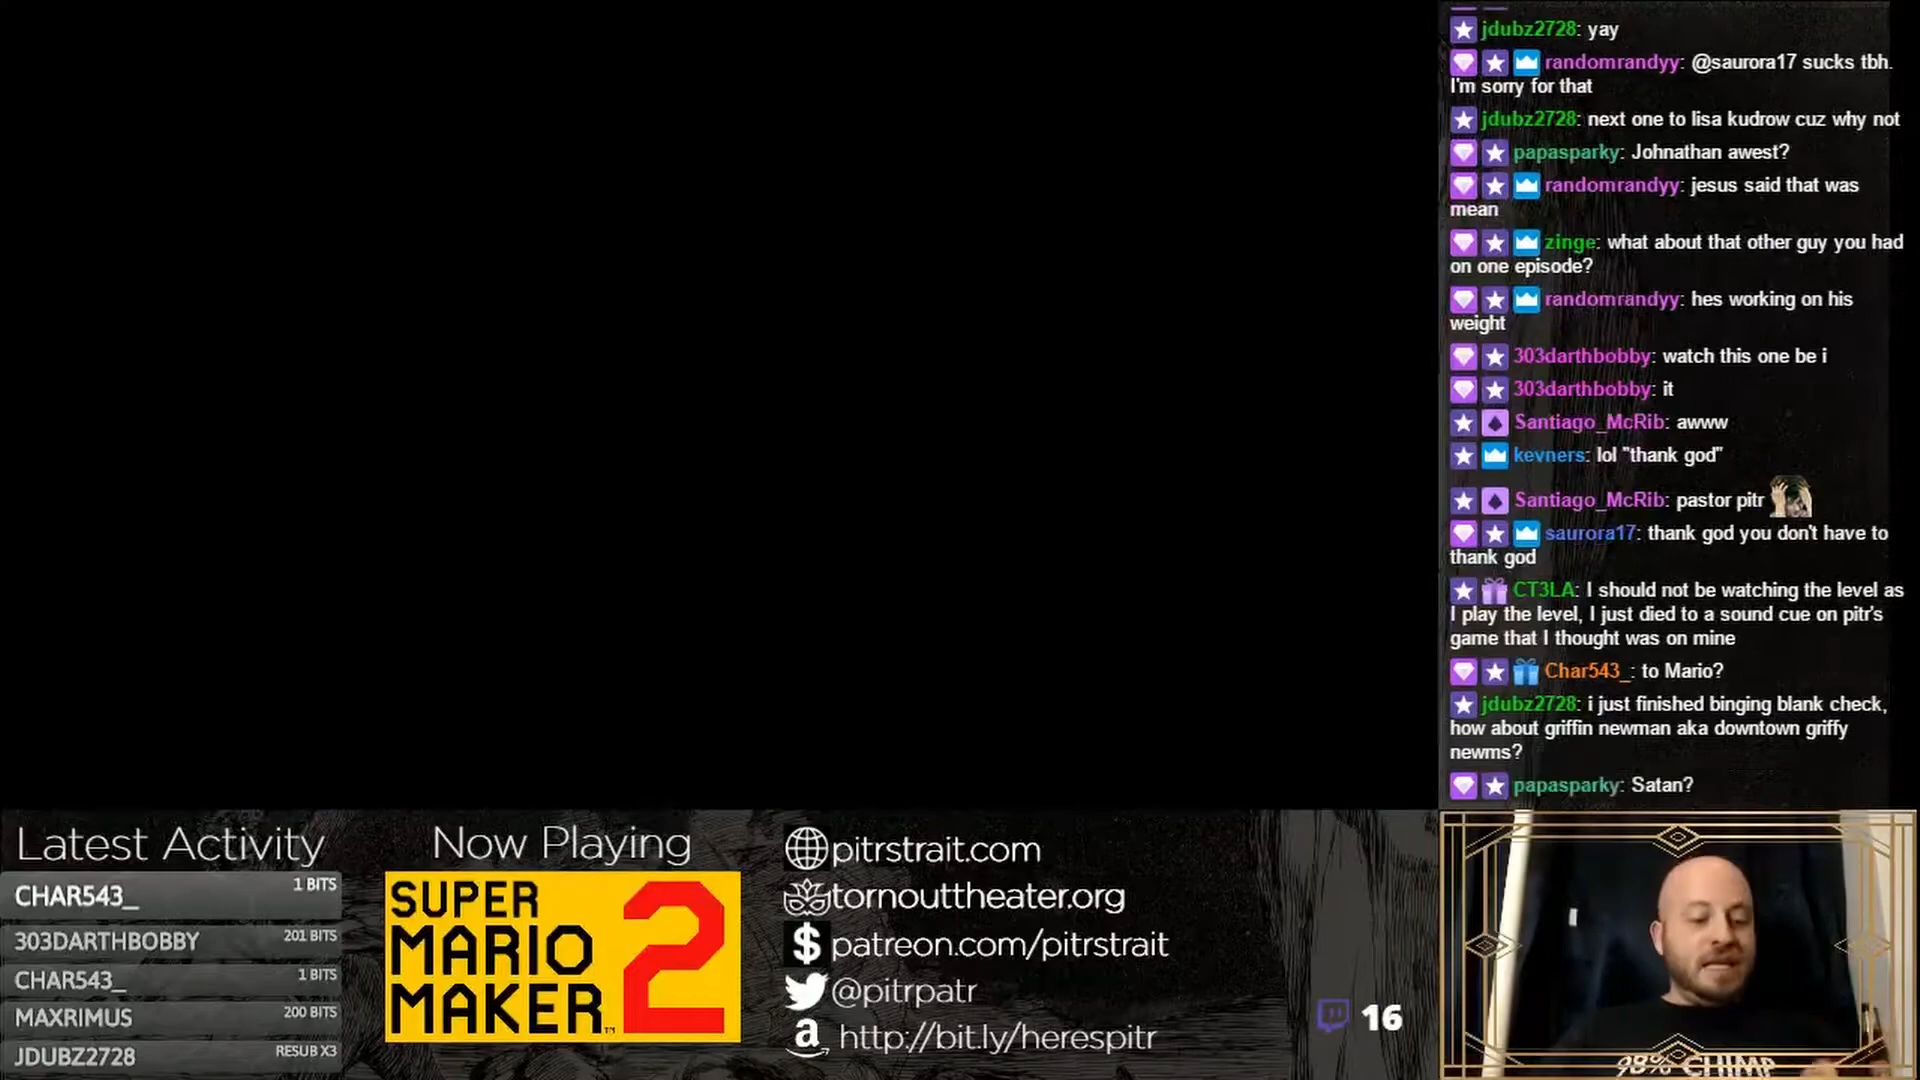 jdubz2728: yay
randomrandyy: @saurora17 sucks tbh.
I'm sorry for that
jdubz2728: next one to lisa kudrow cuz why not
papasparky: Johnathan awest?
randomrandyy: jesus said that was
mean
zinge: what about that other guy you had
on one episode?
randomrandyy: hes working on his
weight
303darthbobby: watch this one be i
303darthbobby: it
Santiago_McRib: awww
kevners: lol "thank god"
Santiago_McRib: pastor pitr
saurora17: thank god you don't have to
thank god
CT3LA: I should not be watching the level as
I play the level, I just died to a sound cue on pitr's
game that I thought was on mine
Char543_: to Mario?
jdubz2728: i just finished binging blank check,
how about griffin newman aka downtown griffy
newms?
papasparky: Satan?
Latest Activity
CHAR543_ 1 BITS
303DARTHBOBBY 201 BITS
CHAR543_ 1 BITS
MAXRIMUS 200 BITS
JDUBZ2728 RESUB X3
Now Playing
SUPER
MARIO
MAKER 2
TM
pitrstrait.com
tornouttheater.org
patreon.com/pitrstrait
@pitrpatr
http://bit.ly/herespitr
16
98% CHIMP